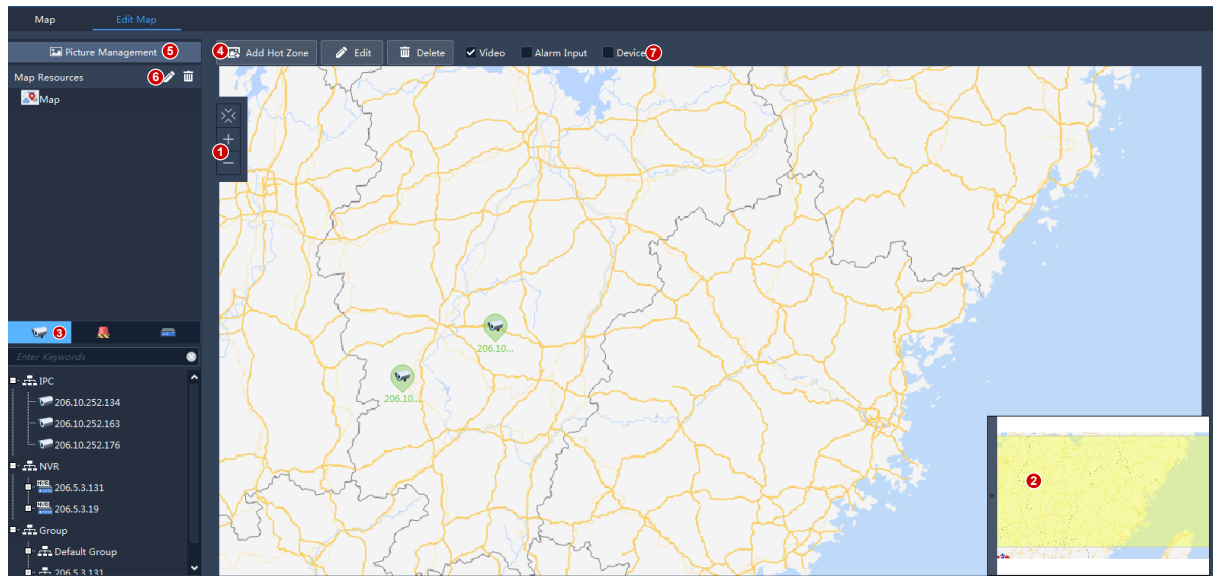 Map Edit Map
Picture Management 5
4 Add Hot Zone Edit Delete Video Alarm Input Device 7
Map Resources 6
Map
1
3
Enter Keywords
IPC
206.10.252.134
206.10.252.163
206.10.252.176
NVR
206.5.3.131
206.5.3.19
Group
Default Group
206.5.3.131
206.10...
206.10...
2